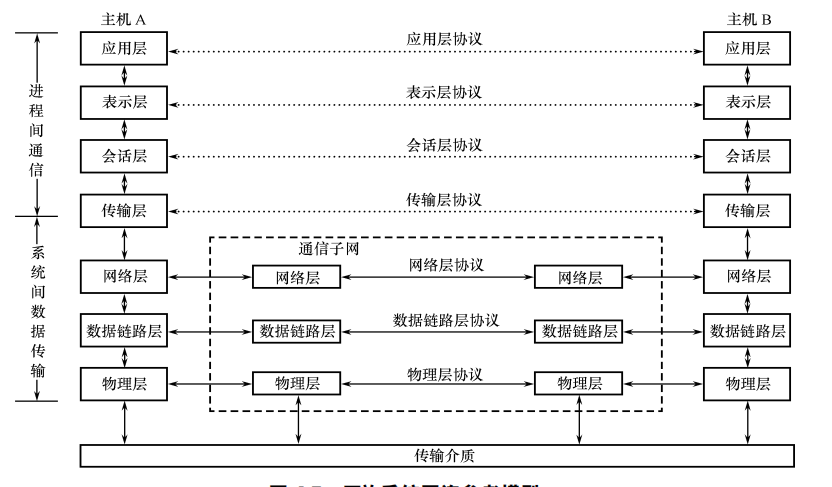 主机 A
主机 B
应用层
应用层协议
应用层
表示层
表示层协议
表示层
会话层
会话层协议
会话层
传输层
传输层协议
传输层
进程间通信
通信子网
网络层
网络层
网络层协议
网络层
网络层
数据链路层
数据链路层
数据链路层协议
数据链路层
数据链路层
物理层
物理层
物理层协议
物理层
物理层
系统间数据传输
传输介质